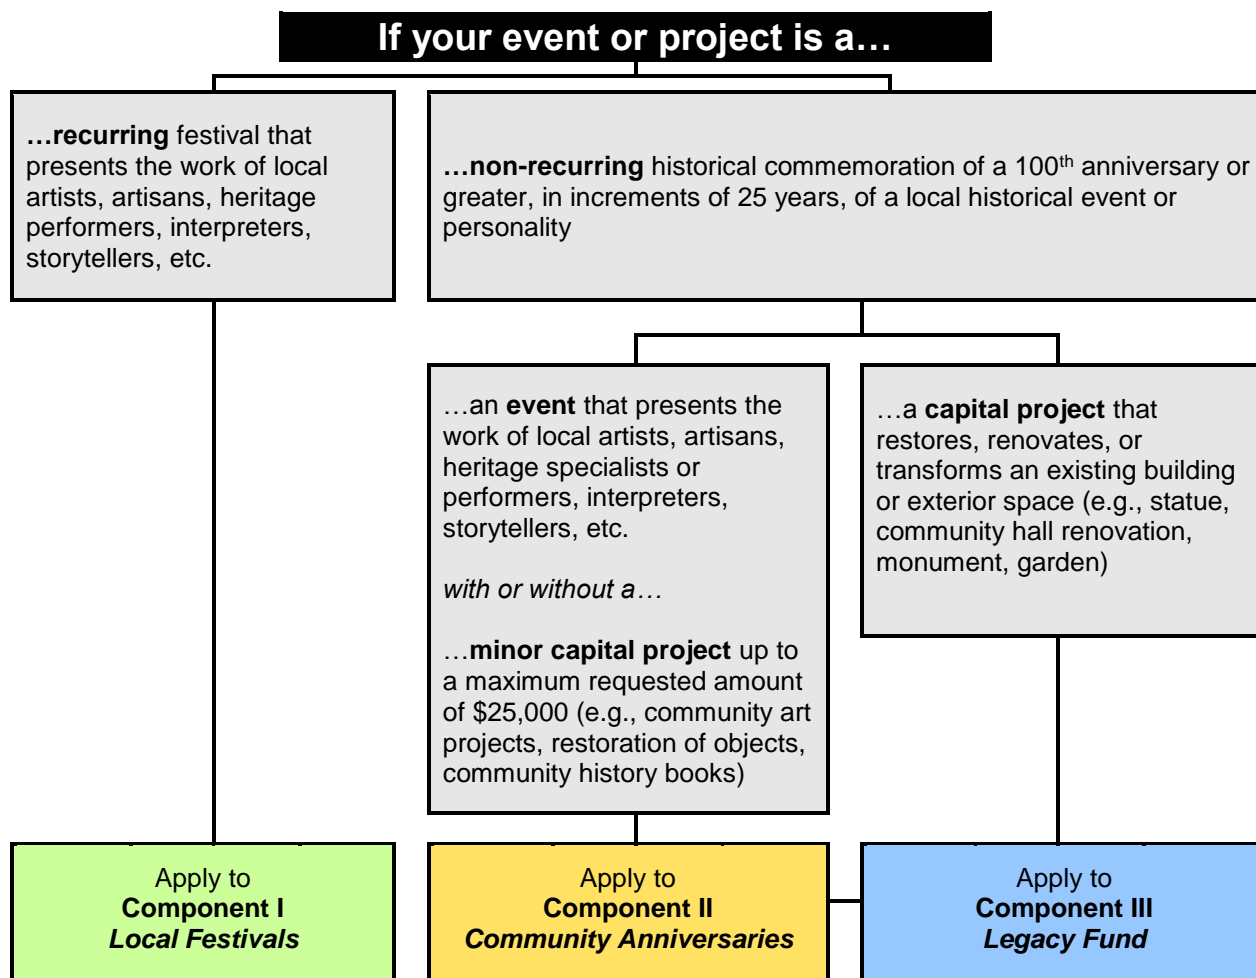 If your event or project is a…
…recurring festival that
presents the work of local
artists, artisans, heritage
performers, interpreters,
storytellers, etc.
…non-recurring historical commemoration of a 100th anniversary or
greater, in increments of 25 years, of a local historical event or
personality
…an event that presents the
work of local artists, artisans,
heritage specialists or
performers, interpreters,
storytellers, etc.
with or without a…
…minor capital project up to
a maximum requested amount
of $25,000 (e.g., community art
projects, restoration of objects,
community history books)
…a capital project that
restores, renovates, or
transforms an existing building
or exterior space (e.g., statue,
community hall renovation,
monument, garden)
Apply to
Component I
Local Festivals
Apply to
Component II
Community Anniversaries
Apply to
Component III
Legacy Fund